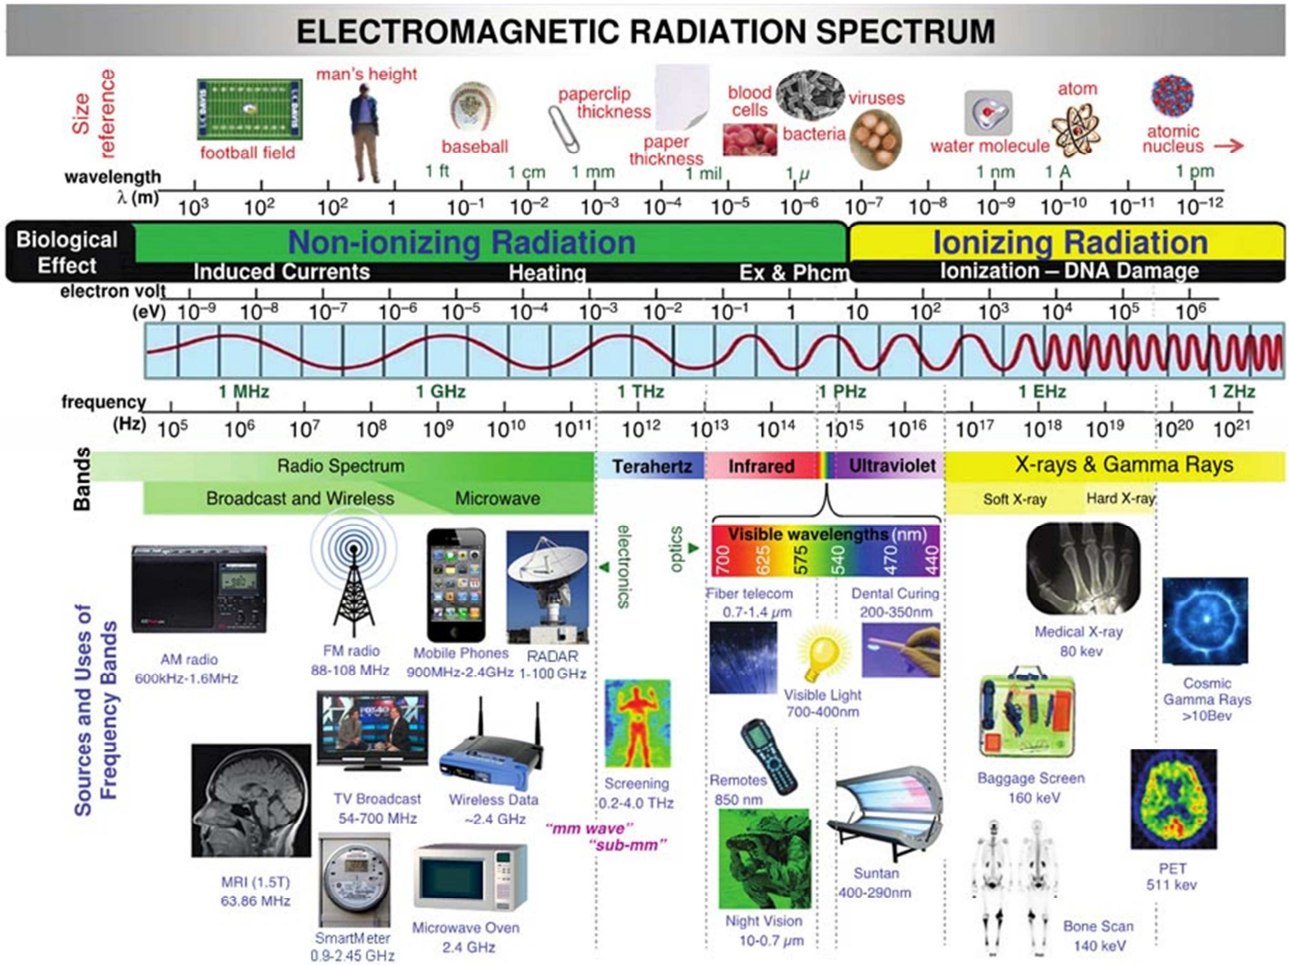 ELECTROMAGNETIC RADIATION SPECTRUM
Size
reference
football field
man's height
baseball
paperclip
thickness
paper
thickness
blood
cells
bacteria
viruses
water molecule
atom
atomic
nucleus
wavelength
λ (m)
1 ft
1 cm
1 mm
1 mil
1 µ
1 nm
1 A
1 pm
10³ 10² 10² 1 10⁻¹ 10⁻² 10⁻³ 10⁻⁴ 10⁻⁵ 10⁻⁶ 10⁻⁷ 10⁻⁸ 10⁻⁹ 10⁻¹⁰ 10⁻¹¹ 10⁻¹²
Biological
Effect
Non-ionizing Radiation
Ionizing Radiation
Induced Currents
Heating
Ex & Phcm
Ionization – DNA Damage
electron volt
(eV)
10⁻⁹ 10⁻⁸ 10⁻⁷ 10⁻⁶ 10⁻⁵ 10⁻⁴ 10⁻³ 10⁻² 10⁻¹ 1 10 10² 10³ 10⁴ 10⁵ 10⁶
1 MHz
1 GHz
1 THz
1 PHz
1 EHz
1 ZHz
frequency
(Hz)
10⁵ 10⁶ 10⁷ 10⁸ 10⁹ 10¹⁰ 10¹¹ 10¹² 10¹³ 10¹⁴ 10¹⁵ 10¹⁶ 10¹⁷ 10¹⁸ 10¹⁹ 10²⁰ 10²¹
Bands
Radio Spectrum
Terahertz
Infrared
Ultraviolet
X-rays & Gamma Rays
Broadcast and Wireless
Microwave
Soft X-ray
Hard X-ray
electronics
optics
Visible wavelengths (nm)
700
625
575
540
470
440
Sources and Uses of
Frequency Bands
AM radio
600kHz-1.6MHz
FM radio
88-108 MHz
Mobile Phones
900MHz-2.4GHz
RADAR
1-100 GHz
Fiber telecom
0.7-1.4 µm
Dental Curing
200-350nm
Visible Light
700-400nm
Medical X-ray
80 kev
Cosmic
Gamma Rays
>10Bev
TV Broadcast
54-700 MHz
Wireless Data
~2.4 GHz
Screening
0.2-4.0 THz
"mm wave"
"sub-mm"
Remotes
850 nm
Baggage Screen
160 keV
MRI (1.5T)
63.86 MHz
SmartMeter
0.9-2.45 GHz
Microwave Oven
2.4 GHz
Night Vision
10-0.7 µm
Suntan
400-290nm
Bone Scan
140 keV
PET
511 kev